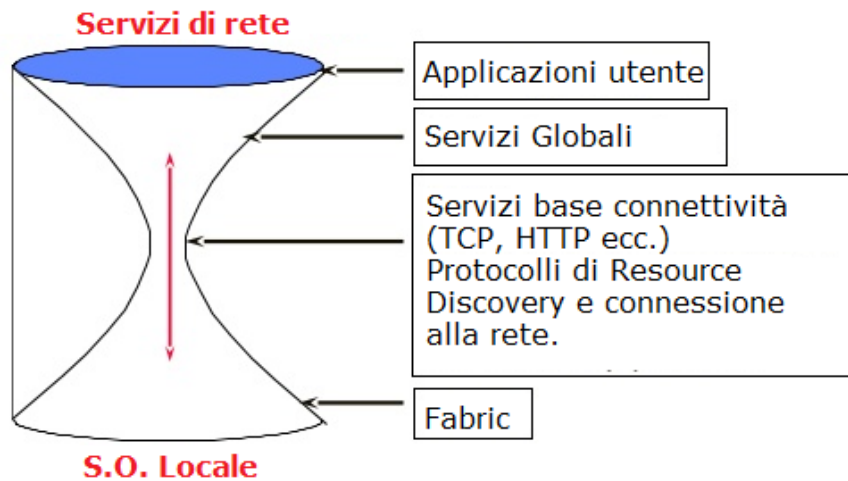 Servizi di rete
Applicazioni utente
Servizi Globali
Servizi base connettività
(TCP, HTTP ecc.)
Protocolli di Resource
Discovery e connessione
alla rete.
Fabric
S.O. Locale